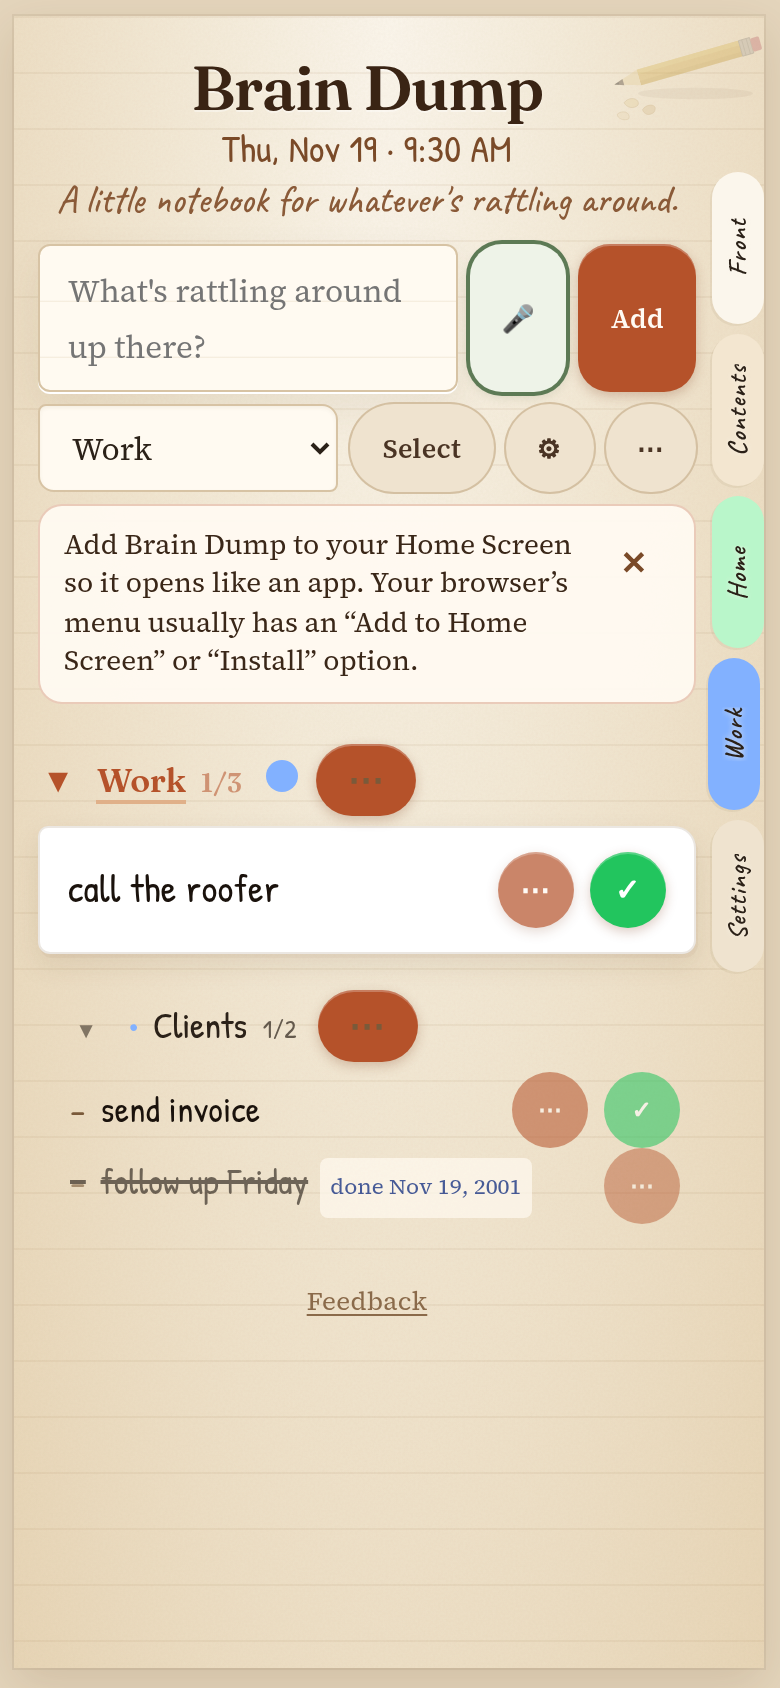 Brain Dump
Thu, Nov 19 · 9:30 AM
A little notebook for whatever's rattling around.
What's rattling around
up there?
Add
Work
Select
⚙
...
Add Brain Dump to your Home Screen
so it opens like an app. Your browser’s
menu usually has an “Add to Home
Screen” or “Install” option.
✕
▼ Work 1/3 ...
call the roofer ... ✓
▼ • Clients 1/2 ...
– send invoice ... ✓
– follow up Friday done Nov 19, 2001 ...
Feedback
Front
Contents
Home
Work
Settings